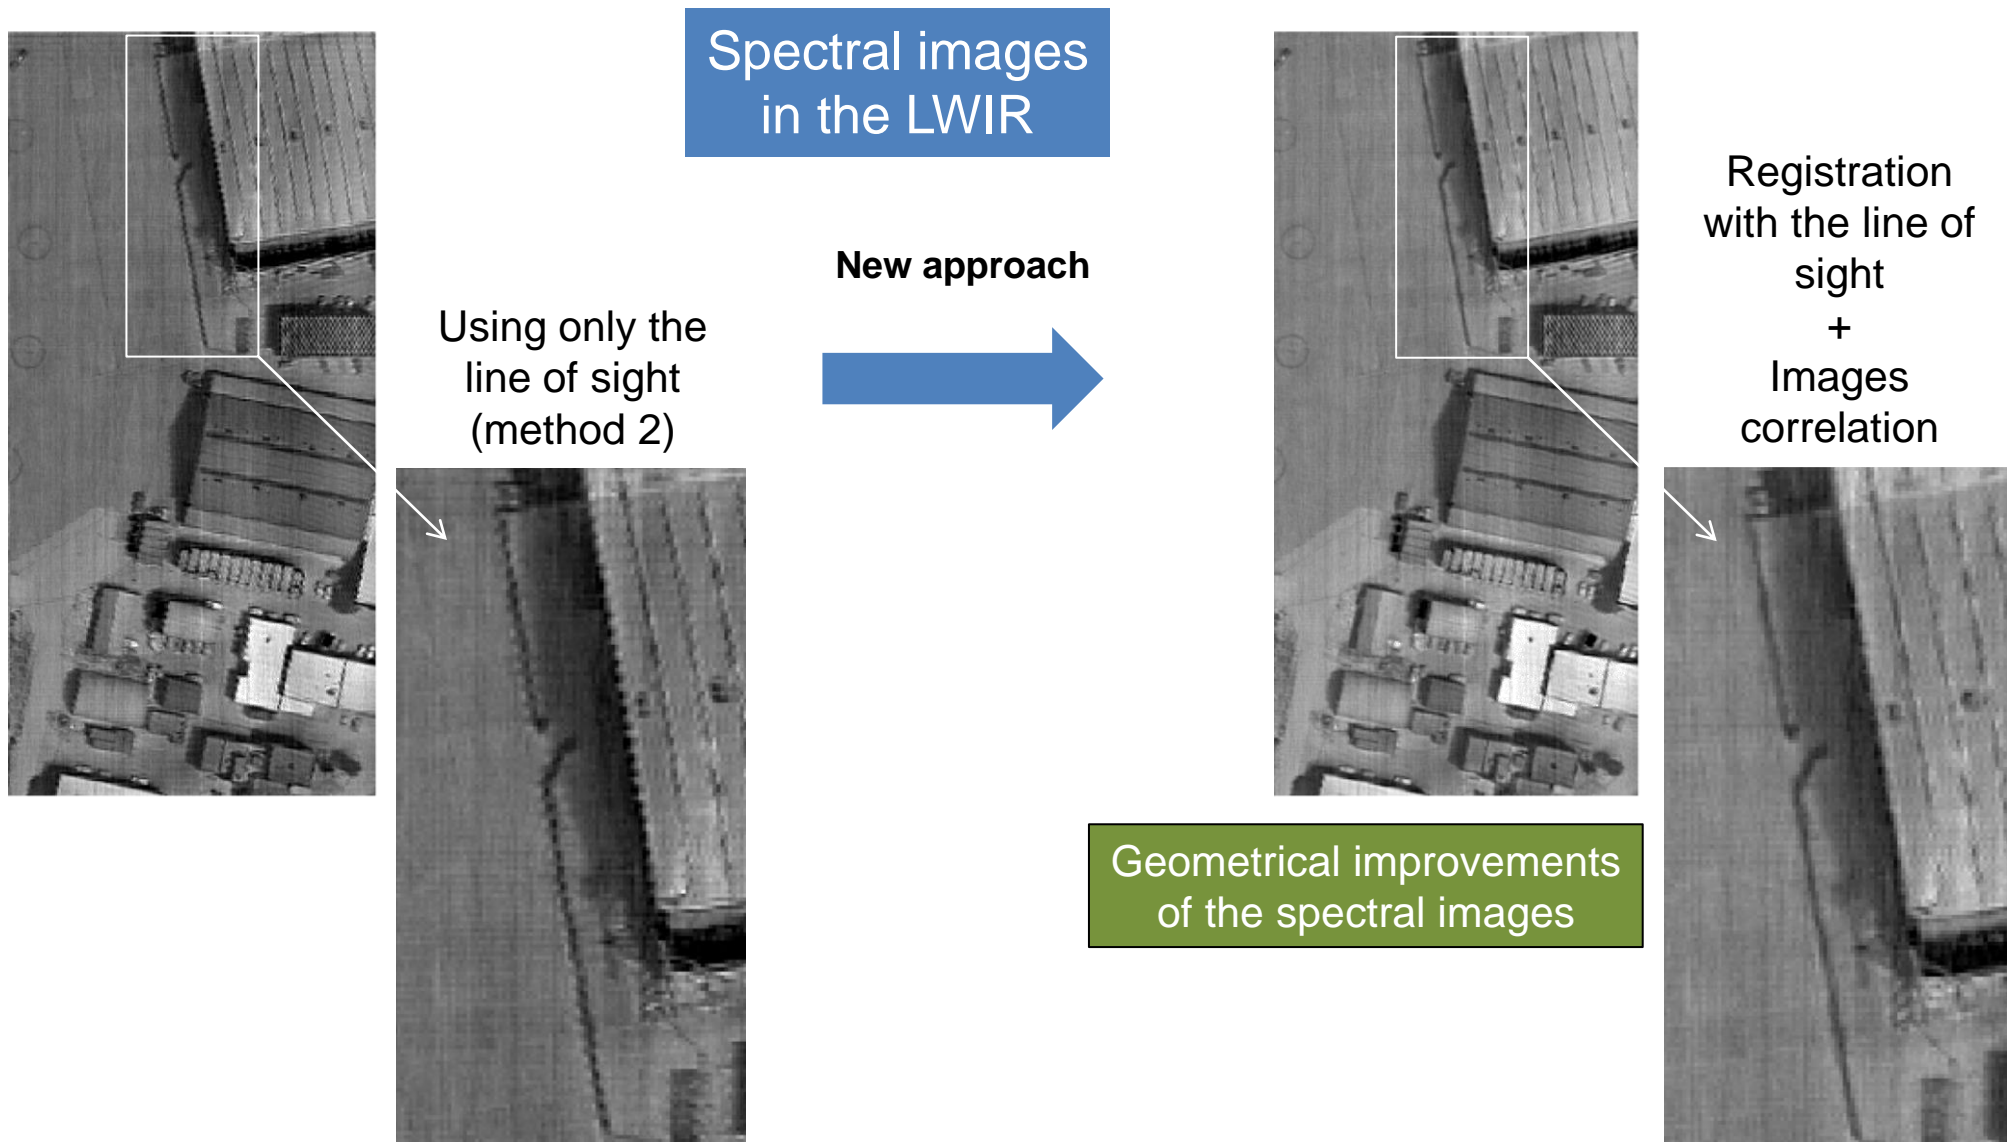 Spectral images
in the LWIR
Using only the
line of sight
(method 2)
New approach
Registration
with the line of
sight
+
Images
correlation
Geometrical improvements
of the spectral images